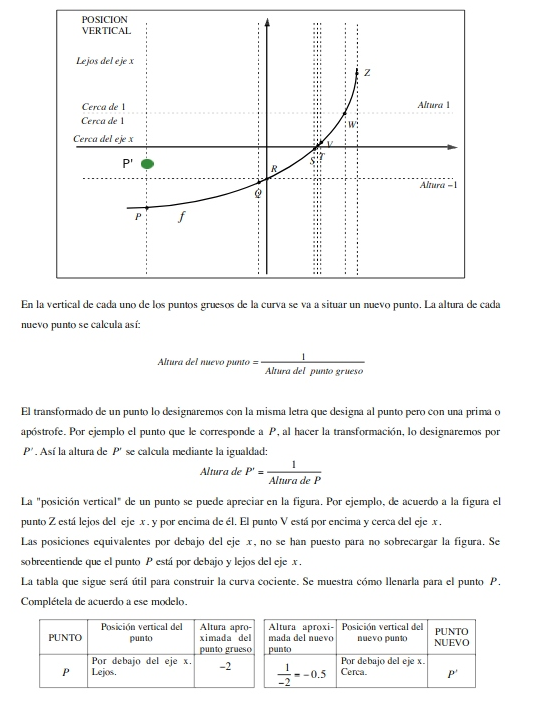 POSICION
VERTICAL
Lejos del eje x
Z
Cerca de 1
Altura 1
Cerca de 1
W
Cerca del eje x
V
S T
P'
R
Altura −1
Q
P
f
En la vertical de cada uno de los puntos gruesos de la curva se va a situar un nuevo punto. La altura de cada
nuevo punto se calcula así:
Altura del nuevo punto = 1 / Altura del punto grueso
El transformado de un punto lo designaremos con la misma letra que designa al punto pero con una prima o
apóstrofe. Por ejemplo el punto que le corresponde a P, al hacer la transformación, lo designaremos por
P′. Así la altura de P′ se calcula mediante la igualdad:
Altura de P′ = 1 / Altura de P
La "posición vertical" de un punto se puede apreciar en la figura. Por ejemplo, de acuerdo a la figura el
punto Z está lejos del eje x. y por encima de él. El punto V está por encima y cerca del eje x.
Las posiciones equivalentes por debajo del eje x, no se han puesto para no sobrecargar la figura. Se
sobreentiende que el punto P está por debajo y lejos del eje x.
La tabla que sigue será útil para construir la curva cociente. Se muestra cómo llenarla para el punto P.
Complétela de acuerdo a ese modelo.
PUNTO
Posición vertical del
punto
Altura apro-
ximada del
punto grueso
Altura aproxi-
mada del nuevo
punto
Posición vertical del
nuevo punto
PUNTO
NUEVO
P
Por debajo del eje x.
Lejos.
−2
1 / −2 = −0.5
Por debajo del eje x.
Cerca.
P′